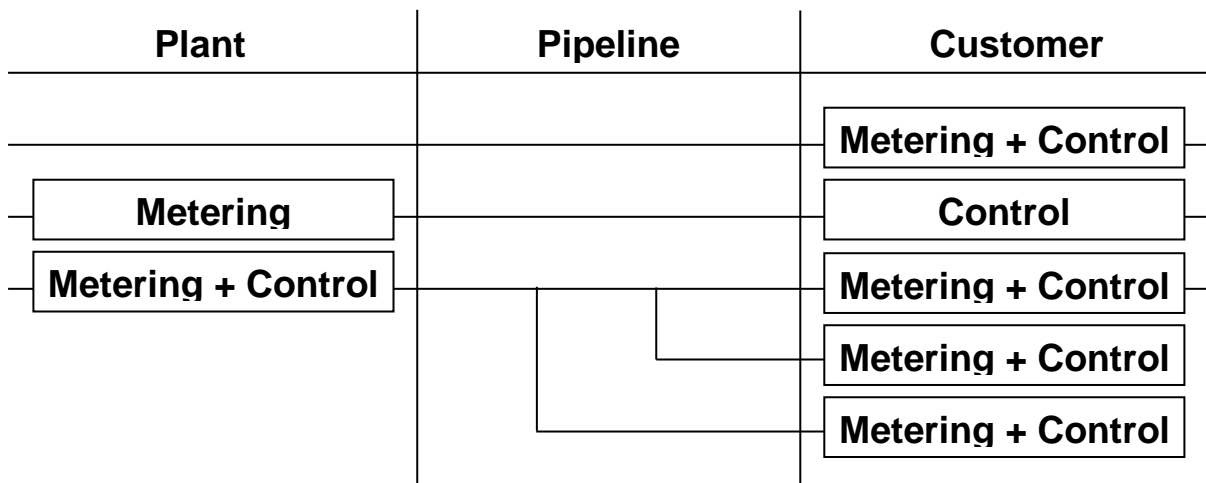 Plant Pipeline Customer
Metering + Control
Metering Control
Metering + Control Metering + Control
Metering + Control
Metering + Control